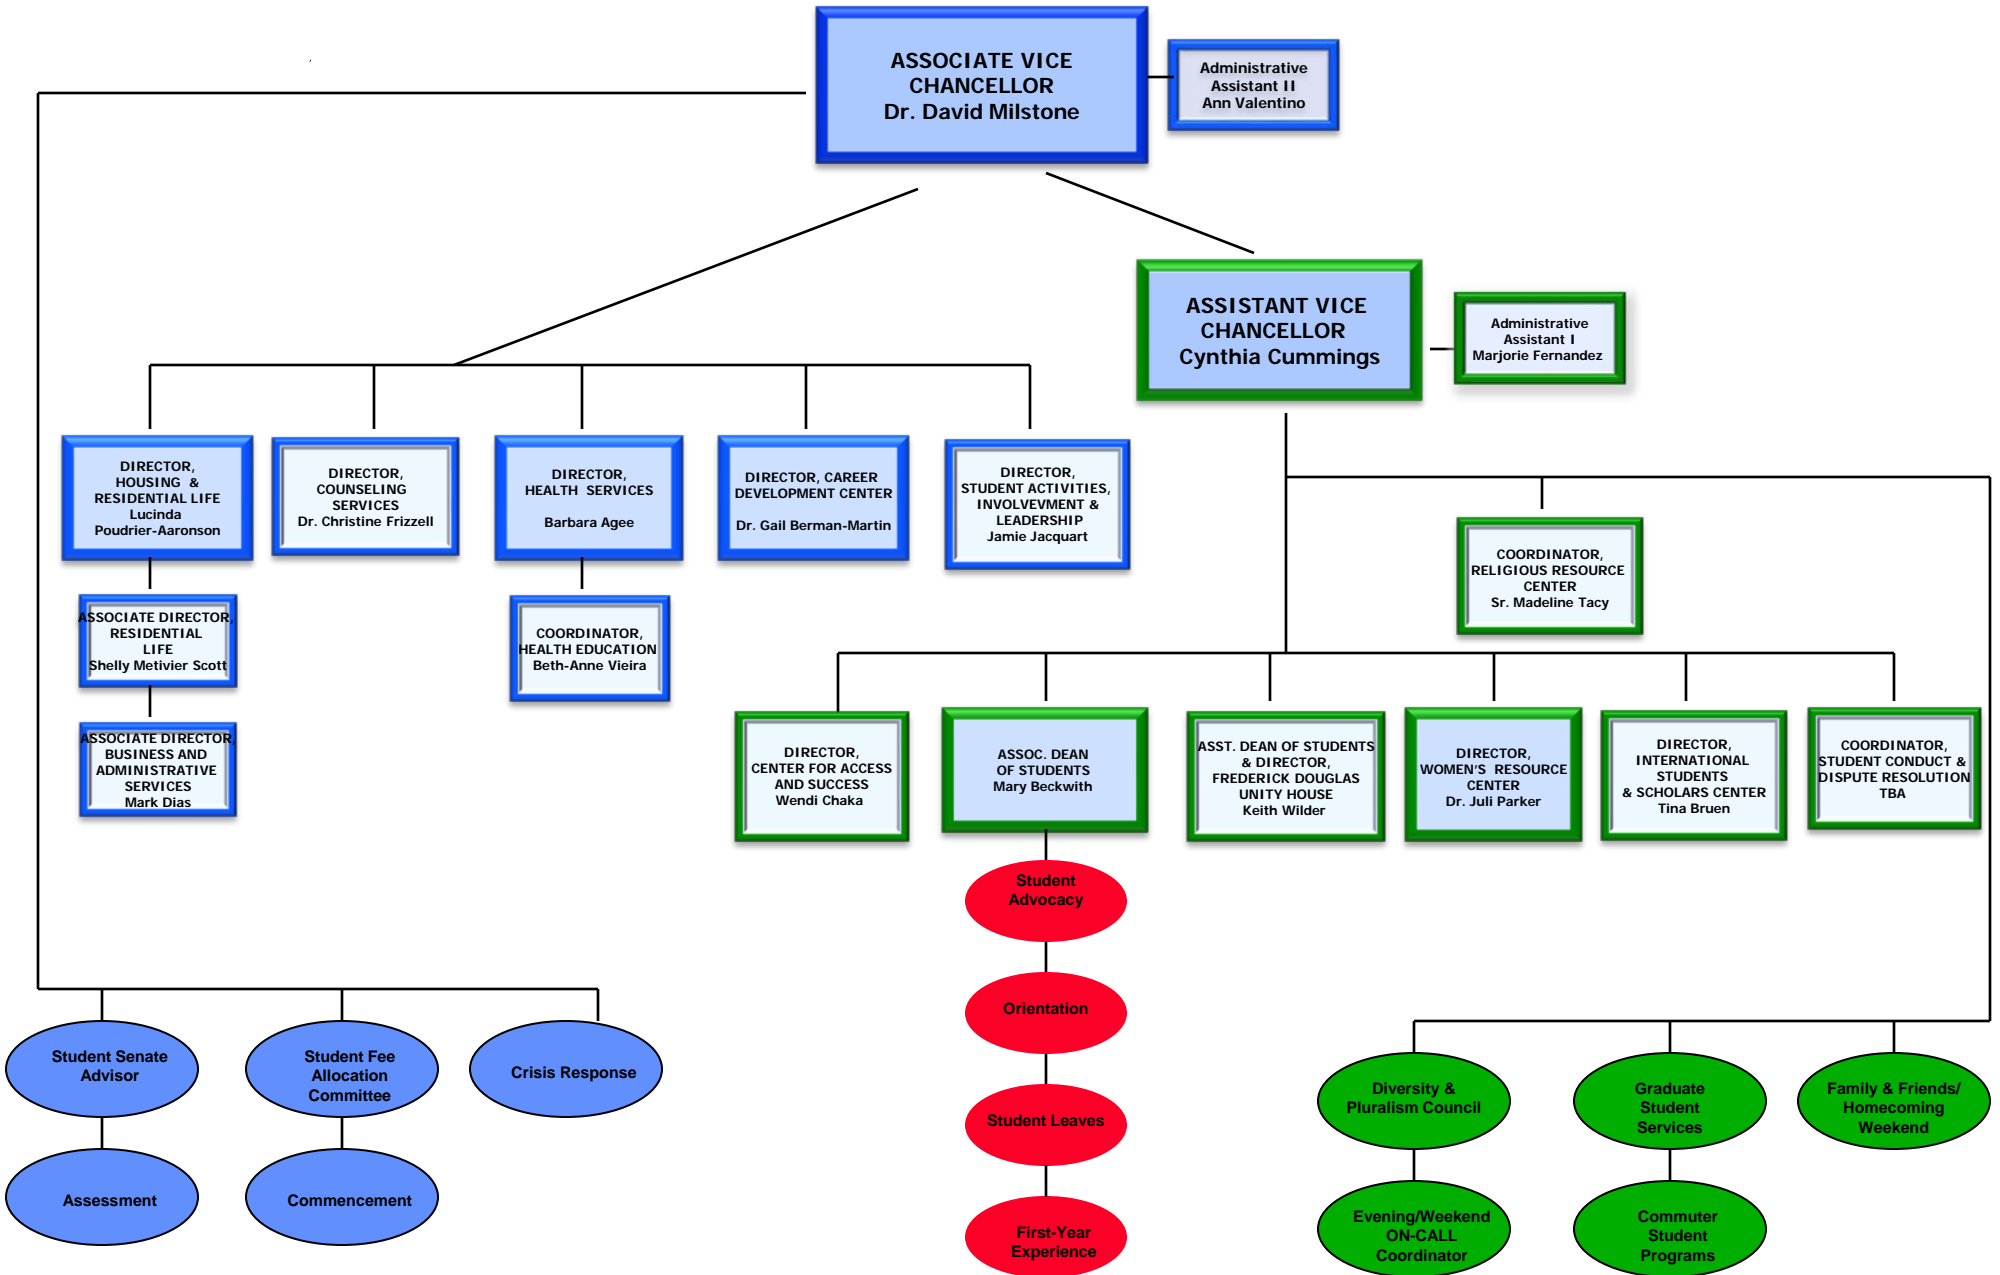 ASSOCIATE VICE
CHANCELLOR
Dr. David Milstone
Administrative
Assistant II
Ann Valentino
ASSISTANT VICE
CHANCELLOR
Cynthia Cummings
Administrative
Assistant I
Marjorie Fernandez
DIRECTOR,
HOUSING &
RESIDENTIAL LIFE
Lucinda
Poudrier-Aaronson
DIRECTOR,
COUNSELING
SERVICES
Dr. Christine Frizzell
DIRECTOR,
HEALTH SERVICES
Barbara Agee
DIRECTOR, CAREER
DEVELOPMENT CENTER
Dr. Gail Berman-Martin
DIRECTOR,
STUDENT ACTIVITIES,
INVOLVEVMENT &
LEADERSHIP
Jamie Jacquart
COORDINATOR,
RELIGIOUS RESOURCE
CENTER
Sr. Madeline Tacy
ASSOCIATE DIRECTOR,
RESIDENTIAL
LIFE
Shelly Metivier Scott
COORDINATOR,
HEALTH EDUCATION
Beth-Anne Vieira
ASSOCIATE DIRECTOR,
BUSINESS AND
ADMINISTRATIVE
SERVICES
Mark Dias
DIRECTOR,
CENTER FOR ACCESS
AND SUCCESS
Wendi Chaka
ASSOC. DEAN
OF STUDENTS
Mary Beckwith
ASST. DEAN OF STUDENTS
& DIRECTOR,
FREDERICK DOUGLAS
UNITY HOUSE
Keith Wilder
DIRECTOR,
WOMEN'S RESOURCE
CENTER
Dr. Juli Parker
DIRECTOR,
INTERNATIONAL
STUDENTS
& SCHOLARS CENTER
Tina Bruen
COORDINATOR,
STUDENT CONDUCT &
DISPUTE RESOLUTION
TBA
Student
Advocacy
Orientation
Student Leaves
First-Year
Experience
Student Senate
Advisor
Student Fee
Allocation
Committee
Crisis Response
Assessment
Commencement
Diversity &
Pluralism Council
Graduate
Student
Services
Family & Friends/
Homecoming
Weekend
Evening/Weekend
ON-CALL
Coordinator
Commuter
Student
Programs